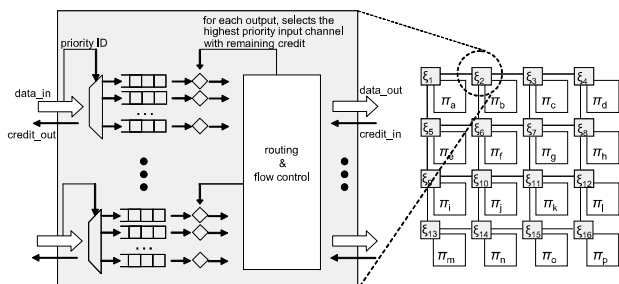 for each output, selects the
highest priority input channel
with remaining credit
priority ID
data_in
credit_out
...
data_out
credit_in
routing
&
flow control
...
ξ1 ξ2 ξ3 ξ4
πa πb πc πd
ξ5 ξ6 ξ7 ξ8
πe πf πg πh
ξ9 ξ10 ξ11 ξ12
πi πj πk πl
ξ13 ξ14 ξ15 ξ16
πm πn πo πp